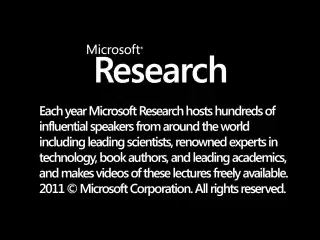 Microsoft®
Research
Each year Microsoft Research hosts hundreds of
influential speakers from around the world
including leading scientists, renowned experts in
technology, book authors, and leading academics,
and makes videos of these lectures freely available.
2011 © Microsoft Corporation. All rights reserved.